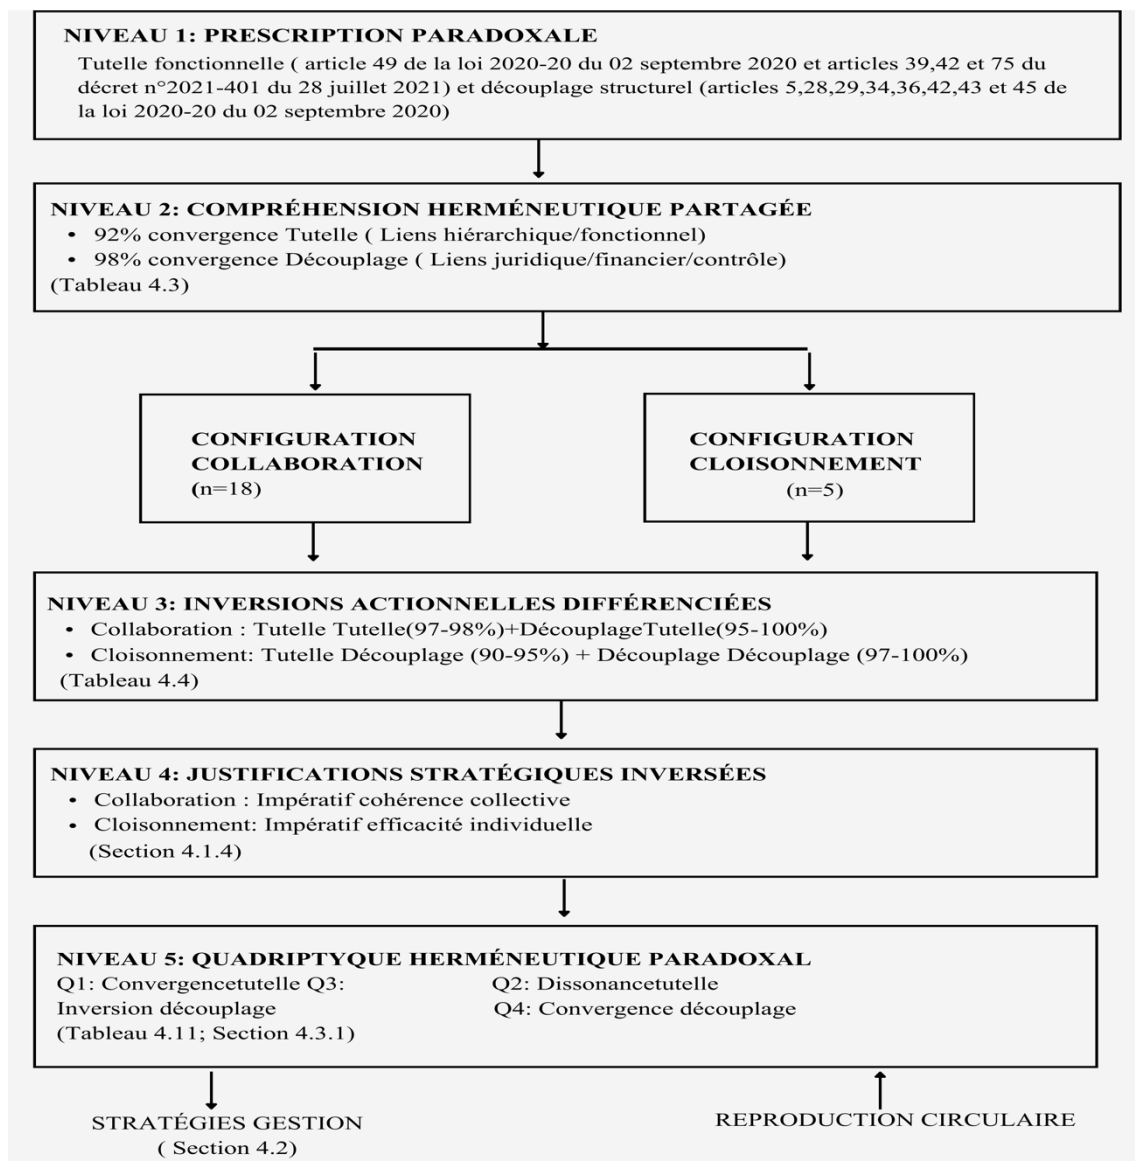 NIVEAU 1: PRESCRIPTION PARADOXALE
Tutelle fonctionnelle ( article 49 de la loi 2020-20 du 02 septembre 2020 et articles 39,42 et 75 du
décret n°2021-401 du 28 juillet 2021) et découplage structurel (articles 5,28,29,34,36,42,43 et 45 de
la loi 2020-20 du 02 septembre 2020)
NIVEAU 2: COMPRÉHENSION HERMÉNEUTIQUE PARTAGÉE
• 92% convergence Tutelle ( Liens hiérarchique/fonctionnel)
• 98% convergence Découplage ( Liens juridique/financier/contrôle)
(Tableau 4.3)
CONFIGURATION
COLLABORATION
(n=18)
CONFIGURATION
CLOISONNEMENT
(n=5)
NIVEAU 3: INVERSIONS ACTIONNELLES DIFFÉRENCIÉES
• Collaboration : Tutelle Tutelle(97-98%)+DécouplageTutelle(95-100%)
• Cloisonnement: Tutelle Découplage (90-95%) + Découplage Découplage (97-100%)
(Tableau 4.4)
NIVEAU 4: JUSTIFICATIONS STRATÉGIQUES INVERSÉES
• Collaboration : Impératif cohérence collective
• Cloisonnement: Impératif efficacité individuelle
(Section 4.1.4)
NIVEAU 5: QUADRIPTYQUE HERMÉNEUTIQUE PARADOXAL
Q1: Convergencetutelle Q3: Q2: Dissonancetutelle
Inversion découplage Q4: Convergence découplage
(Tableau 4.11; Section 4.3.1)
STRATÉGIES GESTION
( Section 4.2)
REPRODUCTION CIRCULAIRE